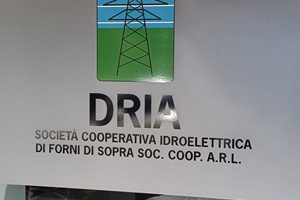 DRIA
SOCIETÀ COOPERATIVA IDROELETTRICA
DI FORNI DI SOPRA SOC. COOP. A.R.L.